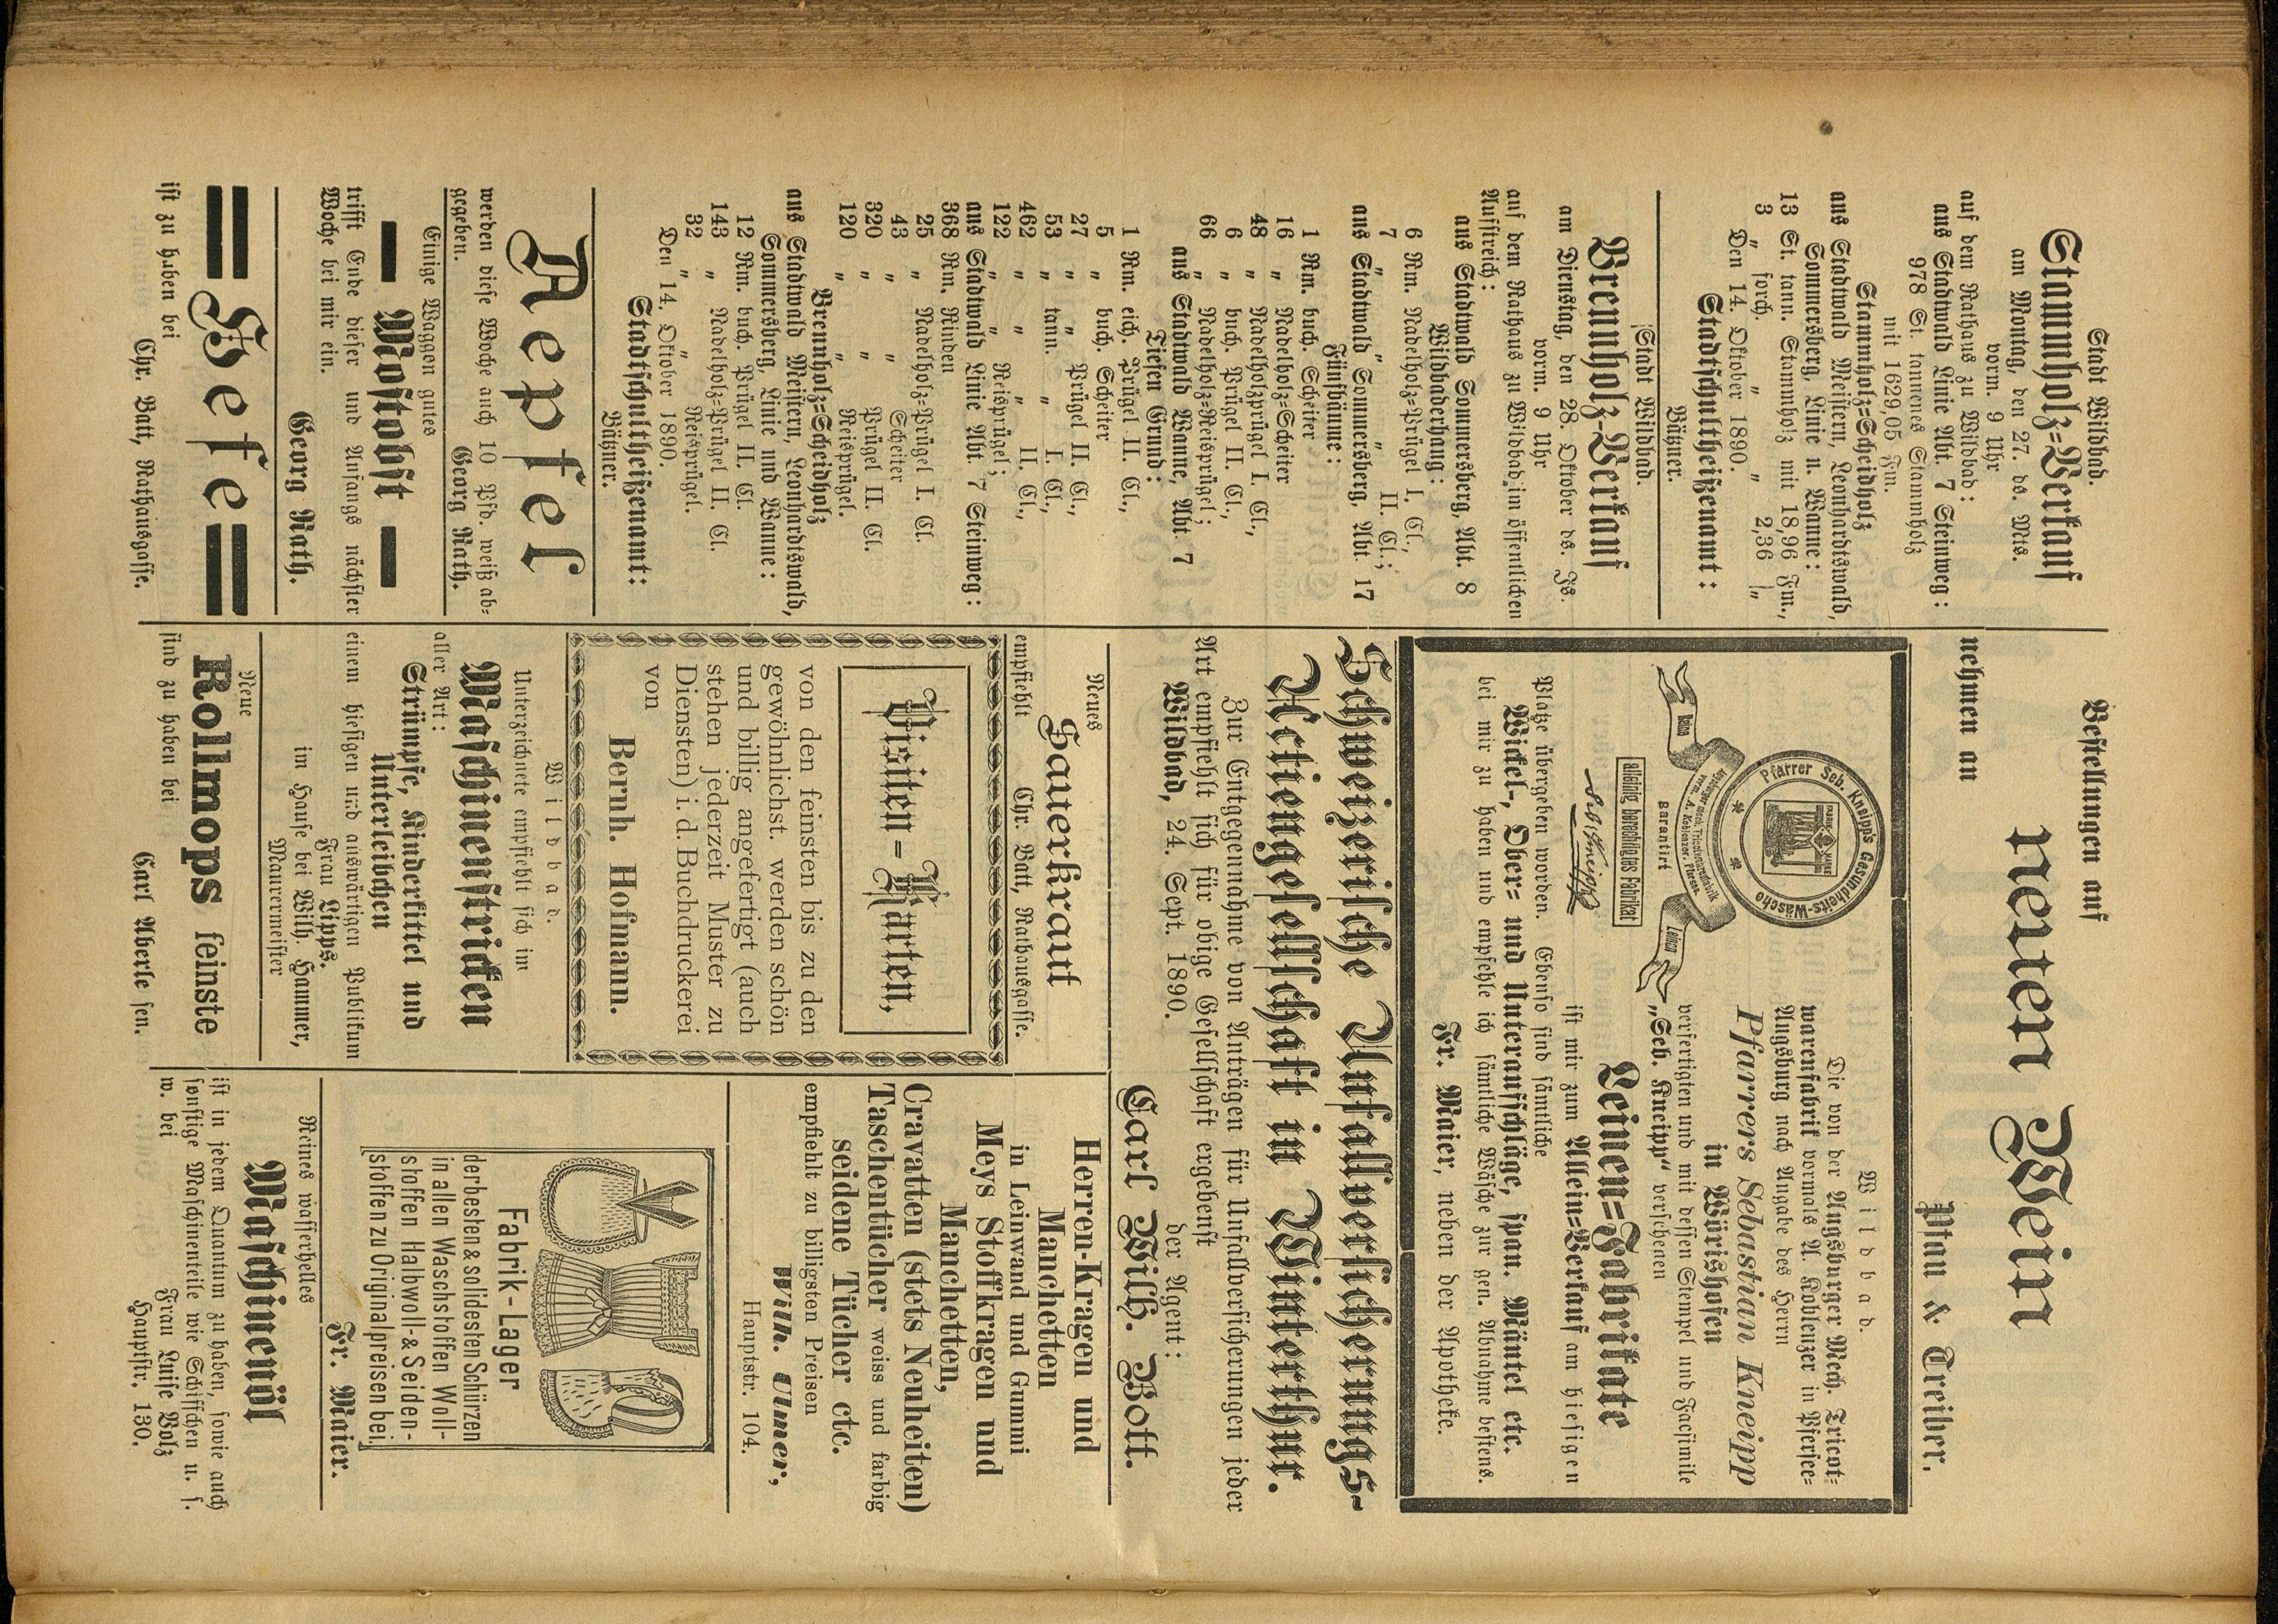 Stadt Wildbad.
Stammholz-Verkauf
am Montag, den 27. ds. Mts.
vorm. 9 Uhr
auf dem Rathaus zu Wildbad:
aus Stadtwald Linie Abt. 7 Steinweg:
978 St. tannenes Stammholz
mit 1629,05 Fm.
Stammholz-Scheidholz
aus Stadtwald Meistern, Leonhardtswald,
Sommersberg, Linie u. Wanne:
13 St. tann. Stammholz mit 18,96 Fm.,
3 „ forch. „ „ 2,36 „
Den 14. Oktober 1890.
Stadtschultheißenamt:
Bätzner.
Stadt Wildbad.
Brennholz-Verkauf
am Dienstag, den 28. Oktober ds. Js.
vorm. 9 Uhr
auf dem Rathaus zu Wildbad im öffentlichen
Aufstreich:
aus Stadtwald Sommersberg, Abt. 8
Wildbaderhang:
6 Rm. Nadelholz-Prügel I. Cl.,
7 „ „ „ II. Cl.;
aus Stadtwald Sommersberg, Abt. 17
Fünfbäume:
1 Rm. buch. Scheiter
16 „ Nadelholz-Scheiter
48 „ Nadelholzprügel I. Cl.,
6 „ buch. Prügel II. Cl.,
66 „ Nadelholz-Reisprügel;
aus Stadtwald Wanne, Abt. 7
Tiefen Grund:
1 Rm. eich. Prügel II. Cl.,
5 „ buch. Scheiter
27 „ „ Prügel II. Cl.,
53 „ tann. „ I. Cl.,
462 „ „ „ II. Cl.,
122 „ „ Reisprügel;
aus Stadtwald Linie Abt. 7 Steinweg:
368 Rm. Rinden
25 „ Nadelholz-Prügel I. Cl.
43 „ „ Scheiter
320 „ „ Prügel II. Cl.
120 „ „ Reisprügel.
Brennholz-Scheidholz
aus Stadtwald Meistern, Leonhardtswald,
Sommersberg, Linie und Wanne:
12 Rm. buch. Prügel II. Cl.
143 „ Nadelholz-Prügel II. Cl.
32 „ „ Reisprügel.
Den 14. Oktober 1890.
Stadtschultheißenamt:
Bätzner.
Aepfel
werden diese Woche auch 10 Pfd. weiß ab-
gegeben.
Georg Rath.
Einige Waggon gutes
Mostobst
trifft Ende dieser und Anfangs nächster
Woche bei mir ein.
Georg Rath.
Hefe
ist zu haben bei
Chr. Batt, Rathausgasse.
Bestellungen auf
neuen Wein
nehmen an
Pfau & Treiber.
Pfarrer Seb. Kneipp's Gesundheits-Wäsche
Garantirt
Leinen
alleinig berechtigtes Fabrikat
Seb. Kneipp
Wildbad.
Die von der Augsburger Mech. Tricot-
warenfabrik vormals A. Koblenzer in Pfersee-
Augsburg nach Angabe des Herrn
Pfarrers Sebastian Kneipp
in Wörishofen
verfertigten und mit dessen Stempel und Facsimile
„Seb. Kneipp“ versehenen
Leinen-Fabrikate
ist mir zum Allein-Verkauf am hiesigen
Platze übergeben worden. Ebenso sind sämtliche
Wickel-, Ober- und Unteraufschläge, span. Mäntel etc.
bei mir zu haben und empfehle ich sämtliche Wäsche zur gen. Abnahme bestens.
Fr. Maier, neben der Apotheke.
Schweizerische Unfallversicherungs-
Actiengesellschaft in Winterthur.
Zur Entgegennahme von Anträgen für Unfallversicherungen jeder
Art empfiehlt sich für obige Gesellschaft ergebenst
der Agent:
Wildbad, 24. Sept. 1890.
Carl Wilh. Bott.
Neues
Sauerkraut
empfiehlt Chr. Batt, Rathausgasse.
Visiten-Karten,
von den feinsten bis zu den
gewöhnlichst. werden schön
und billig angefertigt (auch
stehen jederzeit Muster zu
Diensten) i. d. Buchdruckerei
von
Bernh. Hofmann.
Wildbad.
Unterzeichnete empfiehlt sich im
Maschinenstricken
aller Art:
Strümpfe, Kinderkittel und
Unterleibchen
einem hiesigen und auswärtigen Publikum
Frau Lipps.
im Hause bei Wilh. Hammer,
Maurermeister
Neue
Rollmops feinste
sind zu haben bei
Carl Aberle sen.
Herren-Kragen und
Manchetten
in Leinwand und Gummi
Meys Stoffkragen und
Manchetten,
Cravatten (stets Neuheiten)
Taschentücher weiss und farbig
seidene Tücher etc.
empfiehlt zu billigsten Preisen
Wilh. Ulmer,
Hauptstr. 104.
Fabrik-Lager
der besten & solidesten Schürzen
in allen Waschstoffen Woll-
stoffen Halbwoll- & Seiden-
stoffen zu Originalpreisen bei
Fr. Maier.
Reines wasserhelles
Maschinenöl
ist in jedem Quantum zu haben, sowie auch
sonstige Maschinenteile wie Schiffchen u. s.
w. bei
Frau Luise Volz
Hauptstr. 130.